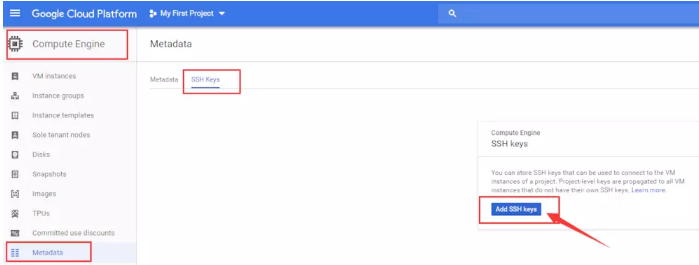 Google Cloud Platform
My First Project
Compute Engine
Metadata
VM instances
Instance groups
Instance templates
Sole tenant nodes
Disks
Snapshots
Images
TPUs
Committed use discounts
Metadata
Metadata SSH Keys
Compute Engine
SSH keys
You can store SSH keys that can be used to connect to the VM
instances of a project. Project-level keys are propagated to all VM
instances that do not have their own SSH keys. Learn more.
Add SSH keys